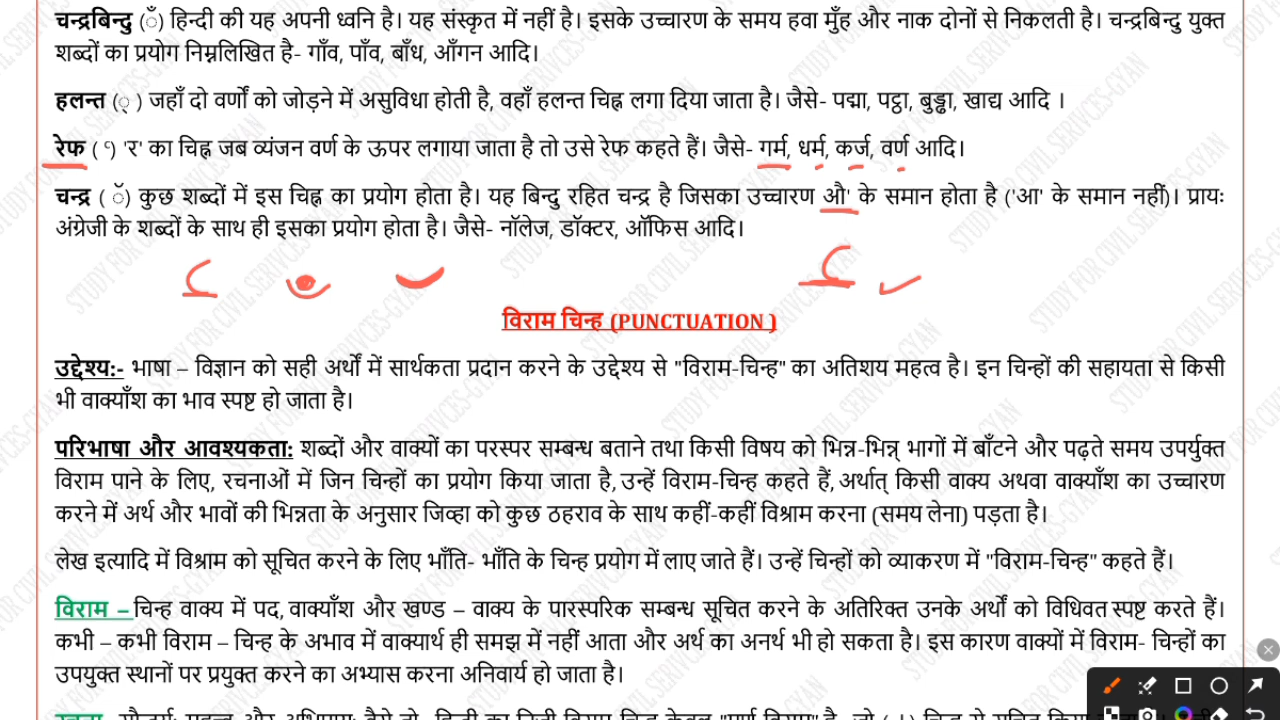 चन्द्रबिन्दु (ँ) हिन्दी की यह अपनी ध्वनि है। यह संस्कृत में नहीं है। इसके उच्चारण के समय हवा मुँह और नाक दोनों से निकलती है। चन्द्रबिन्दु युक्त
शब्दों का प्रयोग निम्नलिखित है- गाँव, पाँव, बाँध, आँगन आदि।
हलन्त (् ) जहाँ दो वर्णों को जोड़ने में असुविधा होती है, वहाँ हलन्त चिह्न लगा दिया जाता है। जैसे- पद्मा, पट्ठा, बुड्ढा, खाद्य आदि ।
रेफ ( र्) 'र' का चिह्न जब व्यंजन वर्ण के ऊपर लगाया जाता है तो उसे रेफ कहते हैं। जैसे- गर्म, धर्म, कर्ज, वर्ण आदि।
चन्द्र ( ॅ) कुछ शब्दों में इस चिह्न का प्रयोग होता है। यह बिन्दु रहित चन्द्र है जिसका उच्चारण औ' के समान होता है ('आ' के समान नहीं)। प्रायः
अंग्रेजी के शब्दों के साथ ही इसका प्रयोग होता है। जैसे- नॉलेज, डॉक्टर, ऑफिस आदि।
विराम चिन्ह (PUNCTUATION )
उद्देश्य:- भाषा – विज्ञान को सही अर्थों में सार्थकता प्रदान करने के उद्देश्य से "विराम-चिन्ह" का अतिशय महत्व है। इन चिन्हों की सहायता से किसी
भी वाक्याँश का भाव स्पष्ट हो जाता है।
परिभाषा और आवश्यकता: शब्दों और वाक्यों का परस्पर सम्बन्ध बताने तथा किसी विषय को भिन्न-भिन्न् भागों में बाँटने और पढ़ते समय उपर्युक्त
विराम पाने के लिए, रचनाओं में जिन चिन्हों का प्रयोग किया जाता है, उन्हें विराम-चिन्ह कहते हैं, अर्थात् किसी वाक्य अथवा वाक्याँश का उच्चारण
करने में अर्थ और भावों की भिन्नता के अनुसार जिव्हा को कुछ ठहराव के साथ कहीं-कहीं विश्राम करना (समय लेना) पड़ता है।
लेख इत्यादि में विश्राम को सूचित करने के लिए भाँति- भाँति के चिन्ह प्रयोग में लाए जाते हैं। उन्हें चिन्हों को व्याकरण में "विराम-चिन्ह" कहते हैं।
विराम – चिन्ह वाक्य में पद, वाक्याँश और खण्ड – वाक्य के पारस्परिक सम्बन्ध सूचित करने के अतिरिक्त उनके अर्थों को विधिवत स्पष्ट करते हैं।
कभी – कभी विराम – चिन्ह के अभाव में वाक्यार्थ ही समझ में नहीं आता और अर्थ का अनर्थ भी हो सकता है। इस कारण वाक्यों में विराम- चिन्हों का
उपयुक्त स्थानों पर प्रयुक्त करने का अभ्यास करना अनिवार्य हो जाता है।